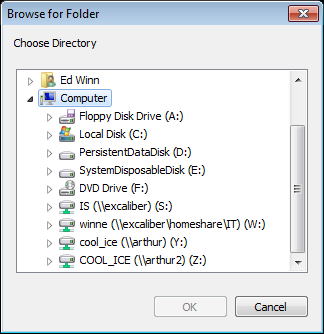 Browse for Folder
Choose Directory
Ed Winn
Computer
Floppy Disk Drive (A:)
Local Disk (C:)
PersistentDataDisk (D:)
SystemDisposableDisk (E:)
DVD Drive (F:)
IS (\\excaliber) (S:)
winne (\\excaliber\homeshare\IT) (W:)
cool_ice (\\arthur) (Y:)
COOL_ICE (\\arthur2) (Z:)
OK Cancel